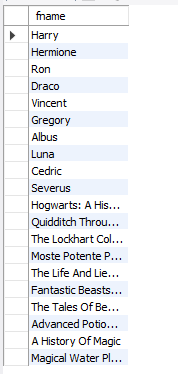 fname
Harry
Hermione
Ron
Draco
Vincent
Gregory
Albus
Luna
Cedric
Severus
Hogwarts: A His...
Quidditch Throu...
The Lockhart Col...
Moste Potente P...
The Life And Lie...
Fantastic Beasts...
The Tales Of Be...
Advanced Potio...
A History Of Magic
Magical Water Pl...